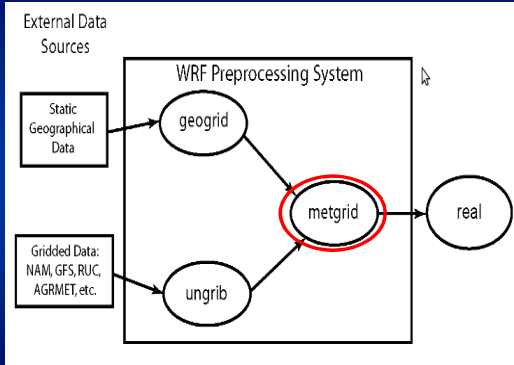 External Data
Sources
WRF Preprocessing System
Static
Geographical
Data
geogrid
metgrid
real
Gridded Data:
NAM, GFS, RUC,
AGRMET, etc.
ungrib